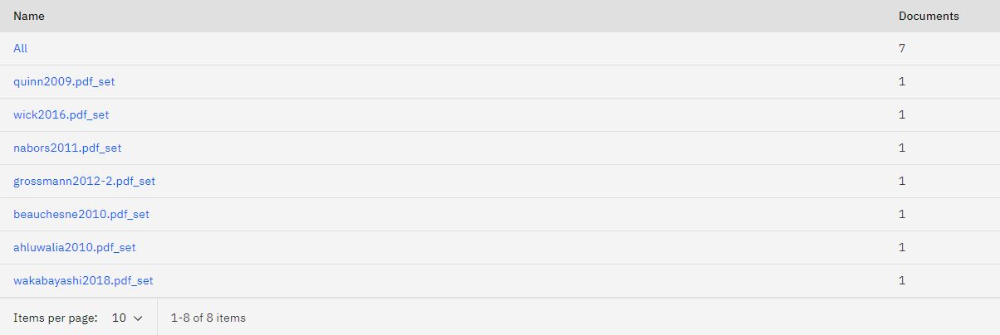 Name Documents
All 7
quinn2009.pdf_set 1
wick2016.pdf_set 1
nabors2011.pdf_set 1
grossmann2012-2.pdf_set 1
beauchesne2010.pdf_set 1
ahluwalia2010.pdf_set 1
wakabayashi2018.pdf_set 1
Items per page: 10 1-8 of 8 items